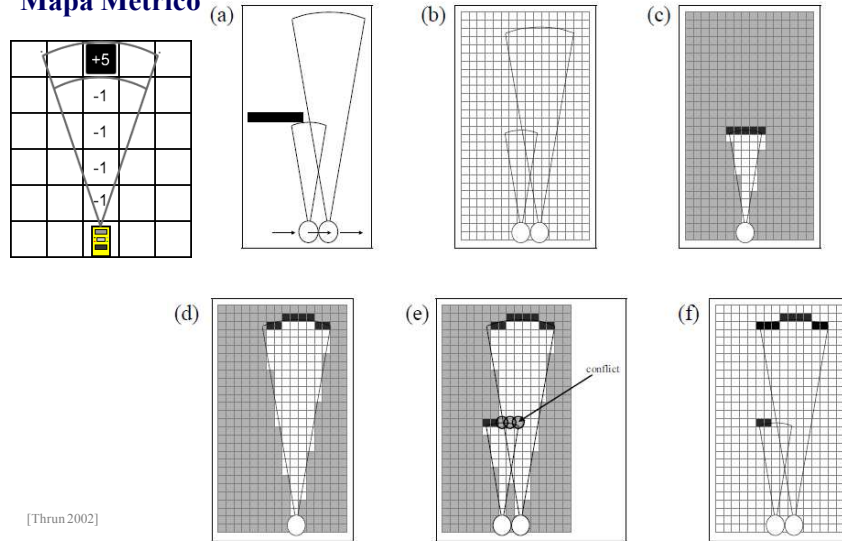 Mapa Métrico
(a)
(b)
(c)
+5
-1
-1
-1
-1
(d)
(e)
(f)
conflict
[Thrun 2002]